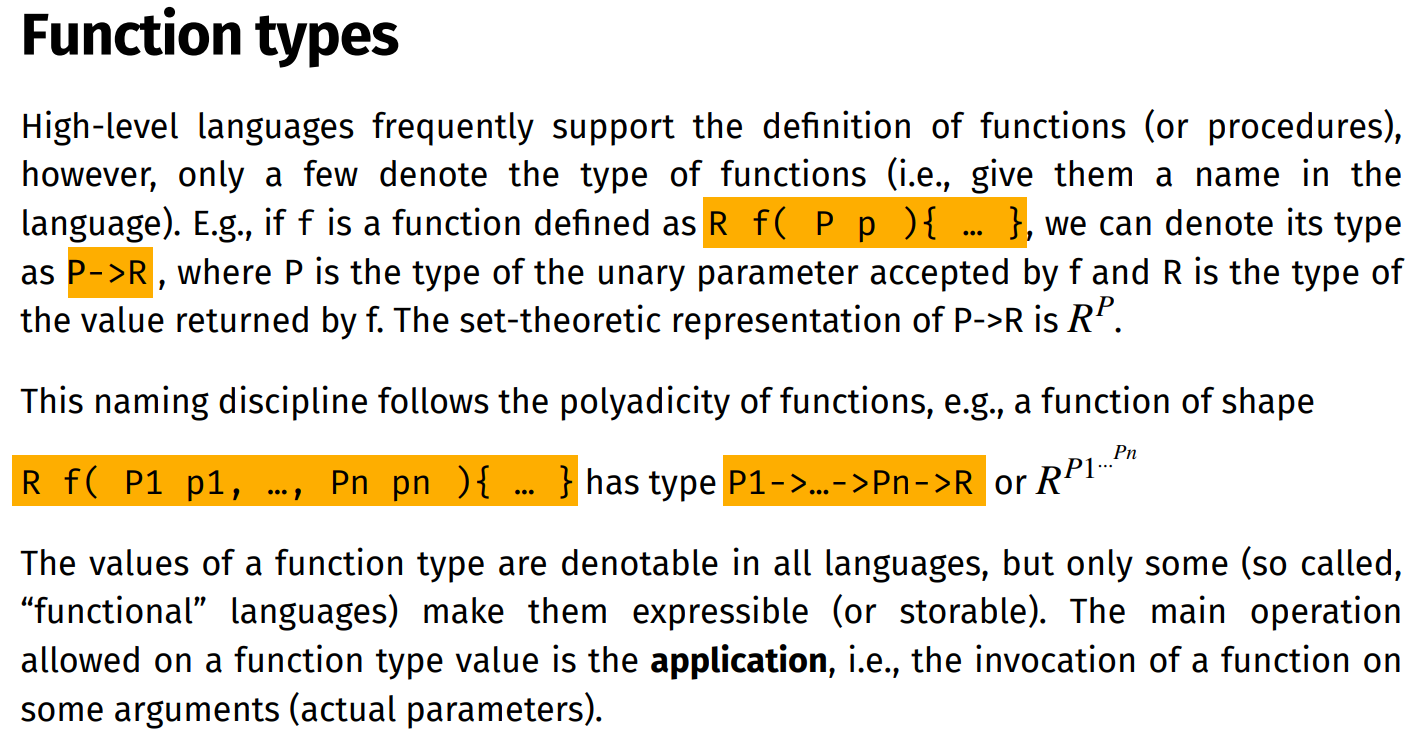 Function types
High-level languages frequently support the definition of functions (or procedures),
however, only a few denote the type of functions (i.e., give them a name in the
language). E.g., if f is a function defined as R f( P p ){ … }, we can denote its type
as P->R , where P is the type of the unary parameter accepted by f and R is the type of
the value returned by f. The set-theoretic representation of P->R is R^P.
This naming discipline follows the polyadicity of functions, e.g., a function of shape
R f( P1 p1, …, Pn pn ){ … } has type P1->…->Pn->R or R^{P1^{…^{Pn}}}
The values of a function type are denotable in all languages, but only some (so called,
“functional” languages) make them expressible (or storable). The main operation
allowed on a function type value is the application, i.e., the invocation of a function on
some arguments (actual parameters).